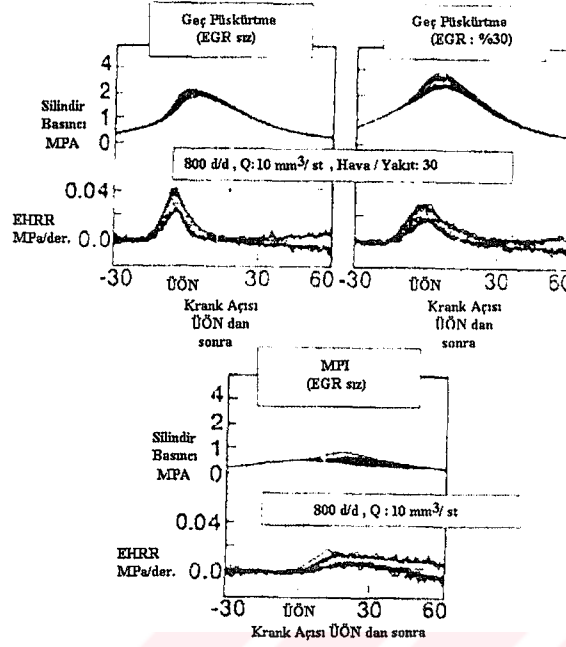 Geç Püskürtme
(EGR siz)
Geç Püskürtme
(EGR : %30)
4
2
1
0
Silindir
Basıncı
MPA
800 d/d , Q: 10 mm³/ st , Hava / Yakıt: 30
0.04
0.0
EHRR
MPa/der.
-30 ÜÖN 30 60
-30 ÜÖN 30 60
Krank Açısı
ÜÖN dan
sonra
Krank Açısı
ÜÖN dan
sonra
MPI
(EGR siz)
4
2
1
0
Silindir
Basıncı
MPA
800 d/d , Q : 10 mm³/ st
0.04
0.0
EHRR
MPa/der.
-30 ÜÖN 30 60
Krank Açısı ÜÖN dan sonra